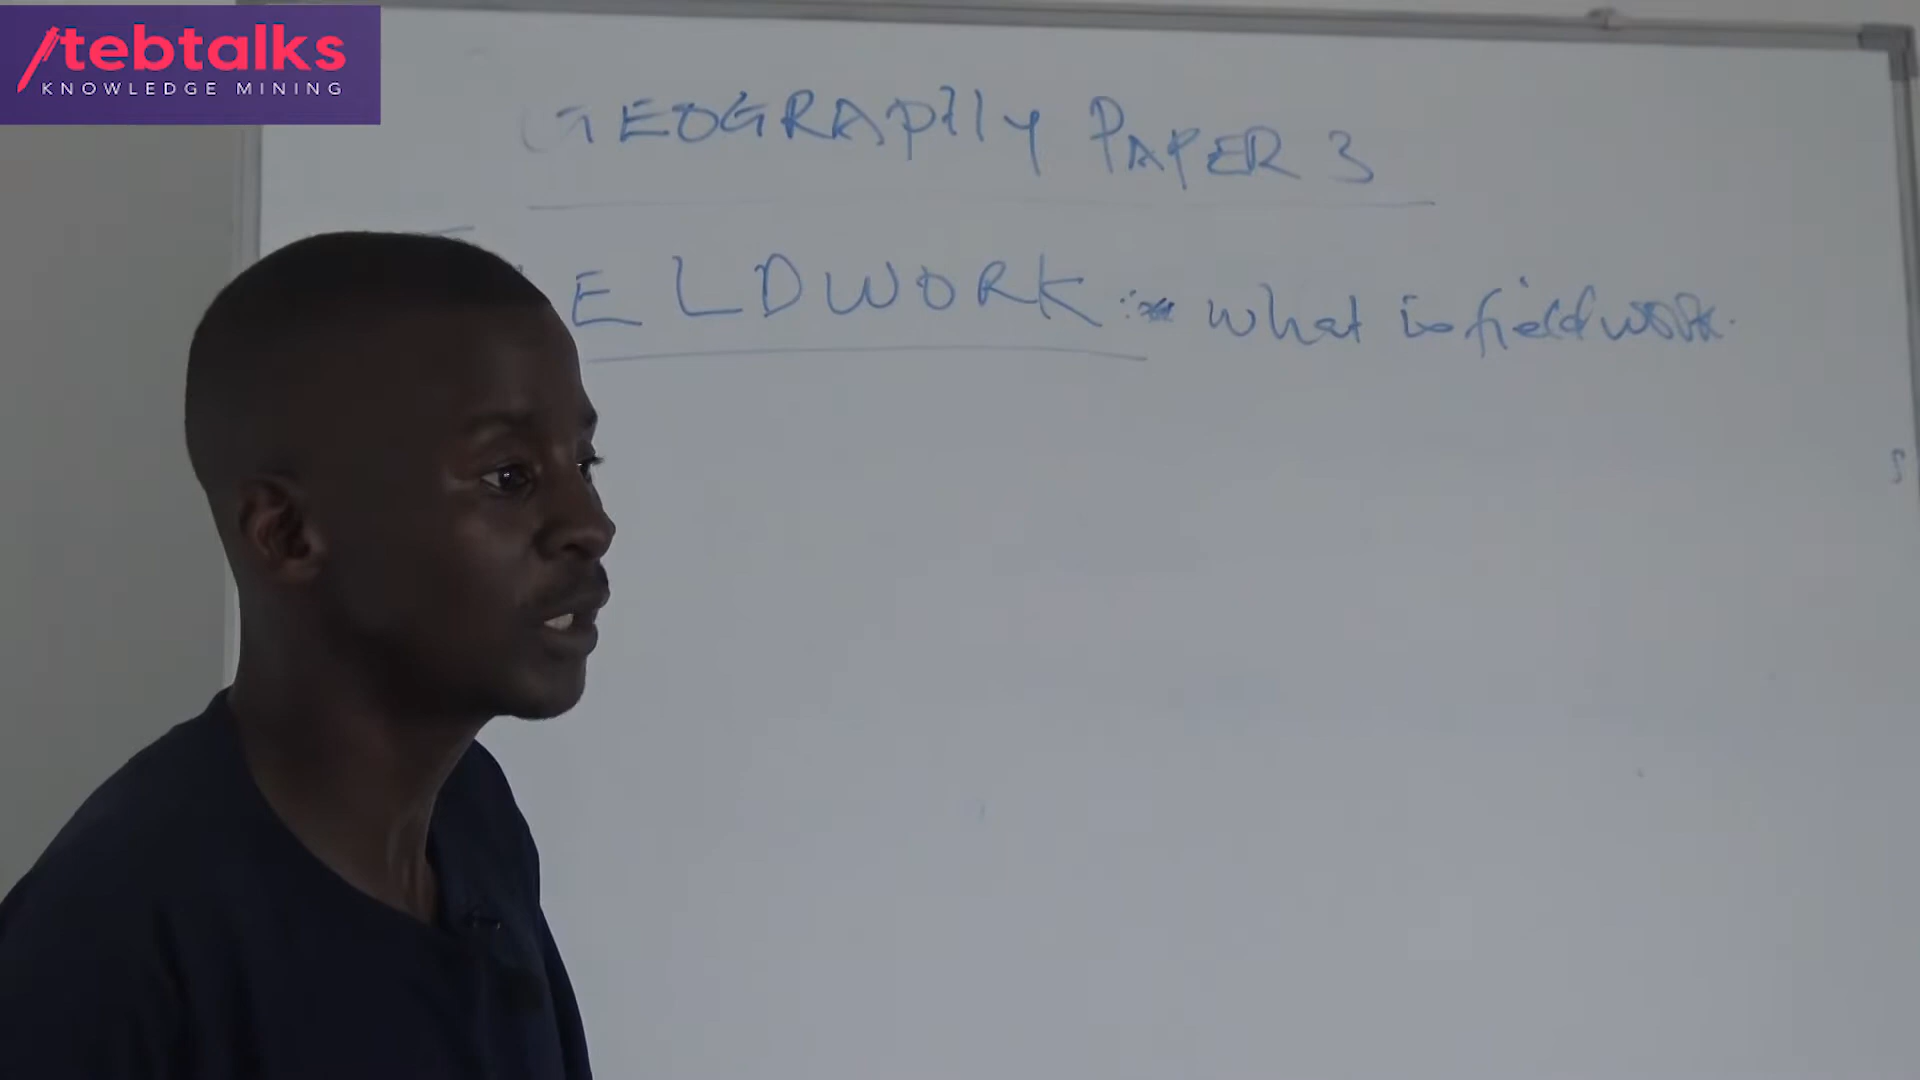 tebtalks
KNOWLEDGE MINING
GEOGRAPHY PAPER 3
ELDWORK :- what is fieldwork.